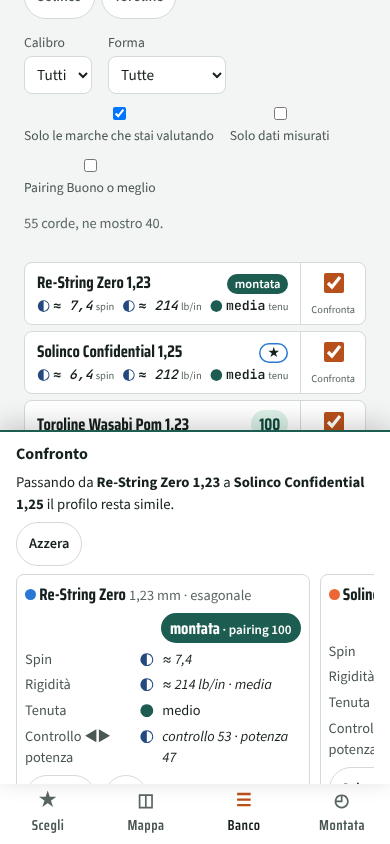 Calibro Forma
Tutti Tutte
Solo le marche che stai valutando Solo dati misurati
Pairing Buono o meglio
55 corde, ne mostro 40.
Re-String Zero 1,23 montata
≈ 7,4 spin ≈ 214 lb/in media tenu
Confronta
Solinco Confidential 1,25 ★
≈ 6,4 spin ≈ 212 lb/in media tenu
Confronta
Toroline Wasabi Pom 1,23 100
Confronto
Passando da Re-String Zero 1,23 a Solinco Confidential
1,25 il profilo resta simile.
Azzera
Re-String Zero 1,23 mm · esagonale
montata · pairing 100
Spin ≈ 7,4
Rigidità ≈ 214 lb/in · media
Tenuta medio
Controllo ◀▶ controllo 53 · potenza
potenza 47
Spin
Tenuta
Scegli Mappa Banco Montata